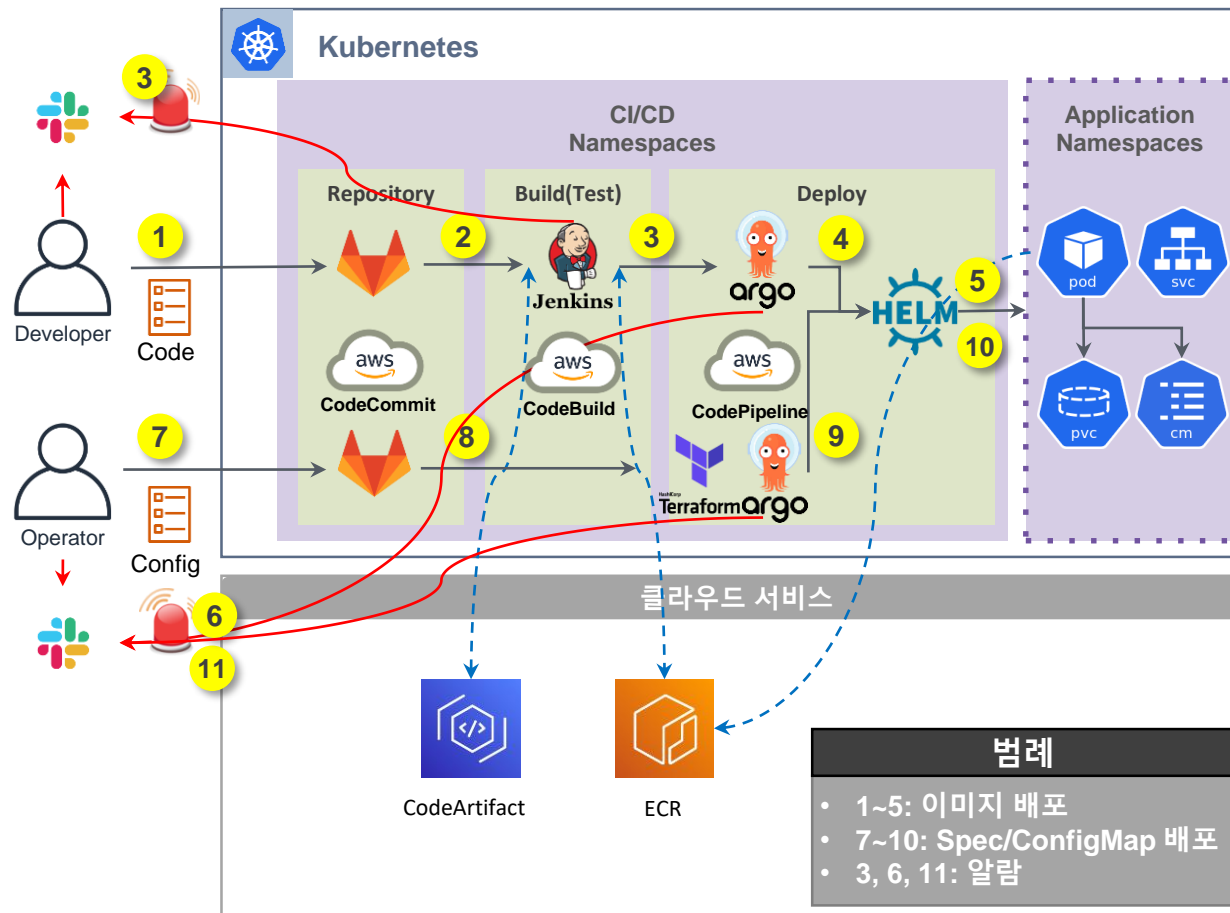 Kubernetes
3
CI/CD
Namespaces
Application
Namespaces
Repository
Build(Test)
Deploy
1
2
3
4
5
Developer
Code
Jenkins
argo
HELM
pod
svc
10
aws
CodeCommit
aws
CodeBuild
aws
CodePipeline
pvc
cm
7
8
9
Operator
Config
HashiCorp
Terraform
argo
클라우드 서비스
6
11
CodeArtifact
ECR
범례
• 1~5: 이미지 배포
• 7~10: Spec/ConfigMap 배포
• 3, 6, 11: 알람